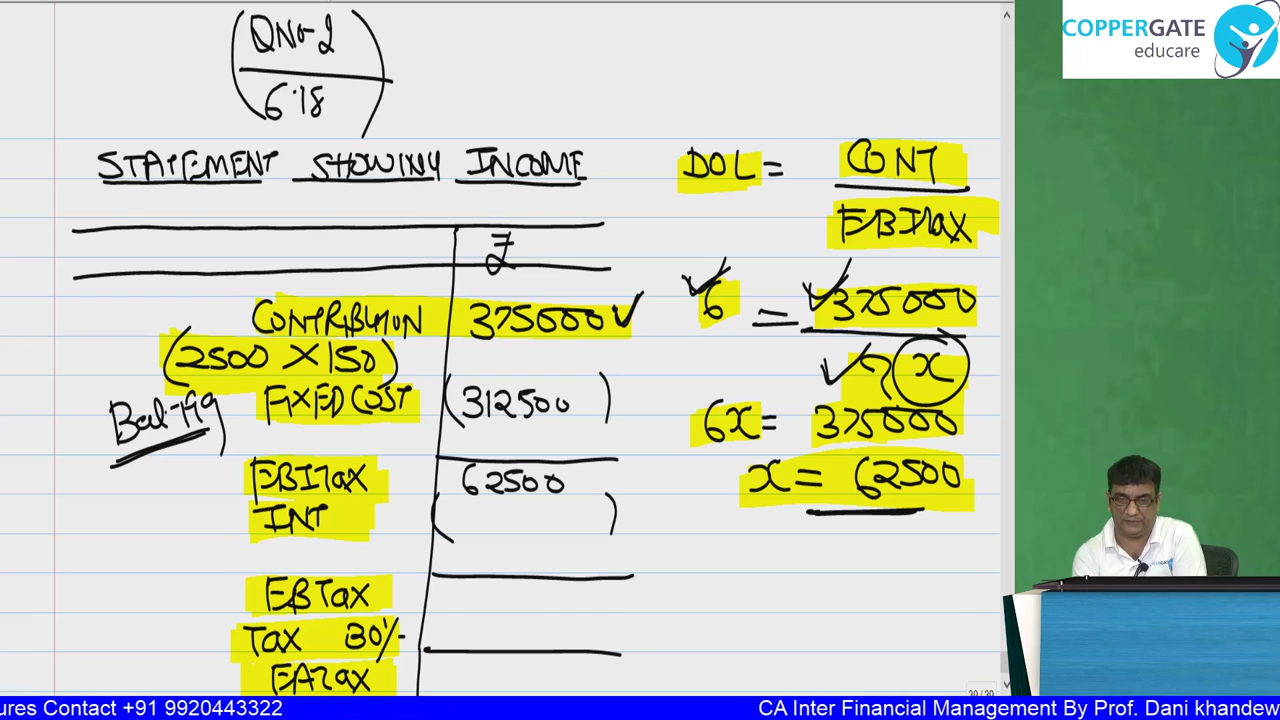 QNo-2
6.18
COPPERGATE
educare
STATEMENT SHOWING INCOME
₹
CONTRIBUTION 375000 ✓
(2500 × 150)
Bal. fig FIXED COST (312500)
EBITax 62500
INT ( )
EBTax
Tax 30%
EATax
DOL = CONT
EBITax
✓ 6 = ✓ 375000
✓ ? x
6x = 375000
x = 62500
30/30
ures Contact +91 9920443322
CA Inter Financial Management By Prof. Dani khandew